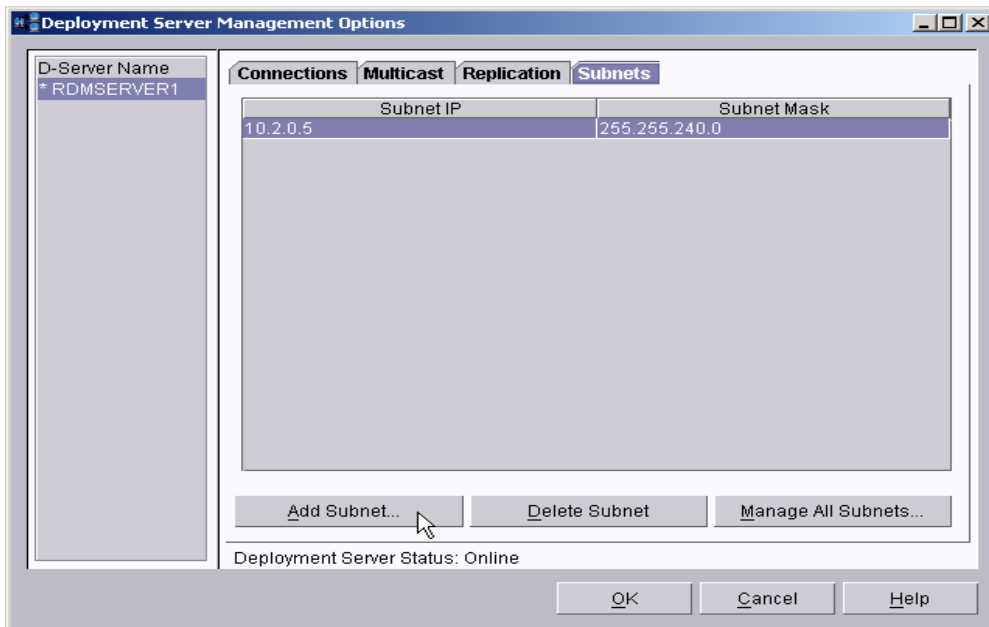 Deployment Server Management Options
D-Server Name
* RDMSERVER1
Connections Multicast Replication Subnets
Subnet IP Subnet Mask
10.2.0.5 255.255.240.0
Add Subnet... Delete Subnet Manage All Subnets...
Deployment Server Status: Online
OK Cancel Help